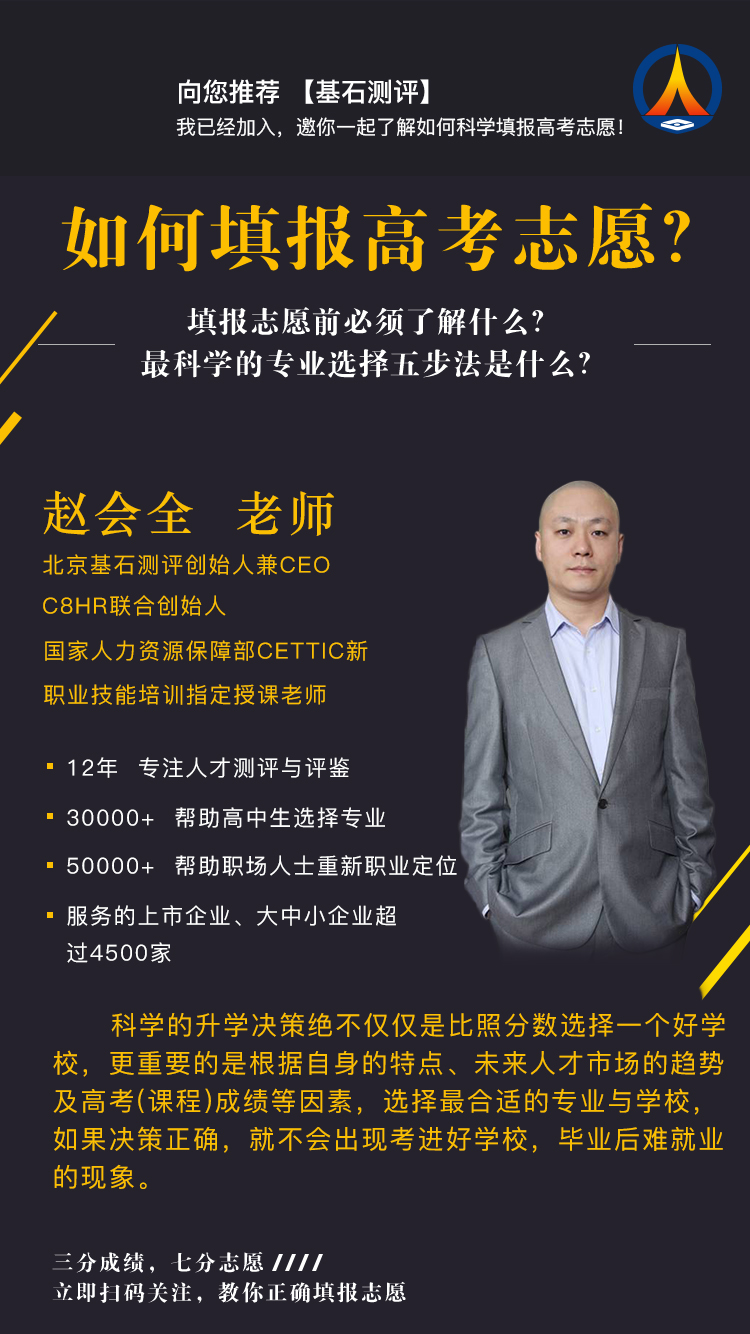 向您推荐 【基石测评】
我已经加入，邀你一起了解如何科学填报高考志愿！
如何填报高考志愿？
填报志愿前必须了解什么？
最科学的专业选择五步法是什么？
赵会全 老师
北京基石测评创始人兼CEO
C8HR联合创始人
国家人力资源保障部CETTIC新
职业技能培训指定授课老师
12年 专注人才测评与评鉴
30000+ 帮助高中生选择专业
50000+ 帮助职场人士重新职业定位
服务的上市企业、大中小企业超
过4500家
科学的升学决策绝不仅仅是比照分数选择一个好学
校，更重要的是根据自身的特点、未来人才市场的趋势
及高考(课程)成绩等因素，选择最合适的专业与学校，
如果决策正确，就不会出现考进好学校，毕业后难就业
的现象。
三分成绩，七分志愿 ////
立即扫码关注，教你正确填报志愿